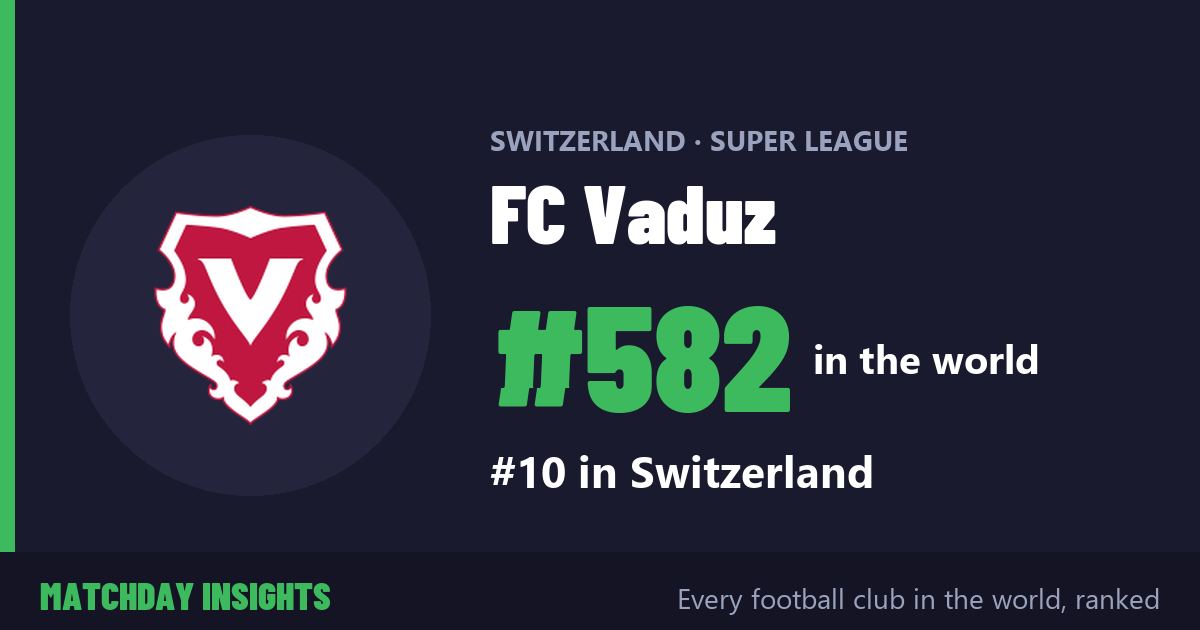 SWITZERLAND · SUPER LEAGUE
FC Vaduz
V
#582 in the world
#10 in Switzerland
MATCHDAY INSIGHTS
Every football club in the world, ranked